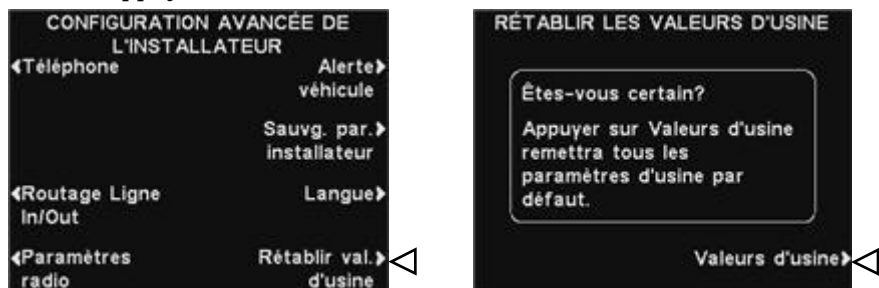 CONFIGURATION AVANCÉE DE
L'INSTALLATEUR
Téléphone
Alerte
véhicule
Sauvg. par.
installateur
Routage Ligne
In/Out
Langue
Paramètres
radio
Rétablir val.
d'usine
RÉTABLIR LES VALEURS D'USINE
Êtes-vous certain?
Appuyer sur Valeurs d'usine
remettra tous les
paramètres d'usine par
défaut.
Valeurs d'usine